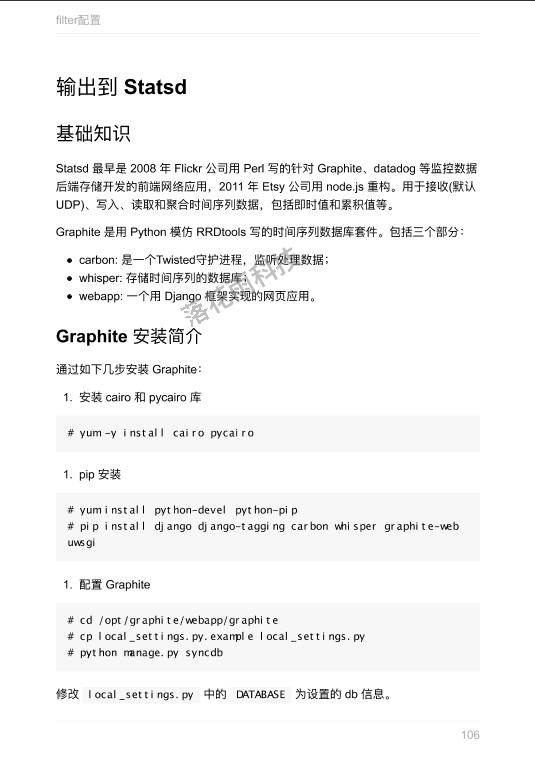 filter配置
输出到 Statsd
基础知识
Statsd 最早是 2008 年 Flickr 公司用 Perl 写的针对 Graphite、datadog 等监控数据
后端存储开发的前端网络应用，2011 年 Etsy 公司用 node.js 重构。用于接收(默认
UDP)、写入、读取和聚合时间序列数据，包括即时值和累积值等。
Graphite 是用 Python 模仿 RRDtools 写的时间序列数据库套件。包括三个部分：
● carbon: 是一个Twisted守护进程，监听处理数据；
● whisper: 存储时间序列的数据库；
● webapp: 一个用 Django 框架实现的网页应用。
落花雨科技
Graphite 安装简介
通过如下几步安装 Graphite：
1. 安装 cairo 和 pycairo 库
# yum -y install cairo pycairo
1. pip 安装
# yum install python-devel python-pip
# pip install django django-tagging carbon whisper graphite-web
uwsgi
1. 配置 Graphite
# cd /opt/graphite/webapp/graphite
# cp local_settings.py.example local_settings.py
# python manage.py syncdb
修改 local_settings.py 中的 DATABASE 为设置的 db 信息。
106